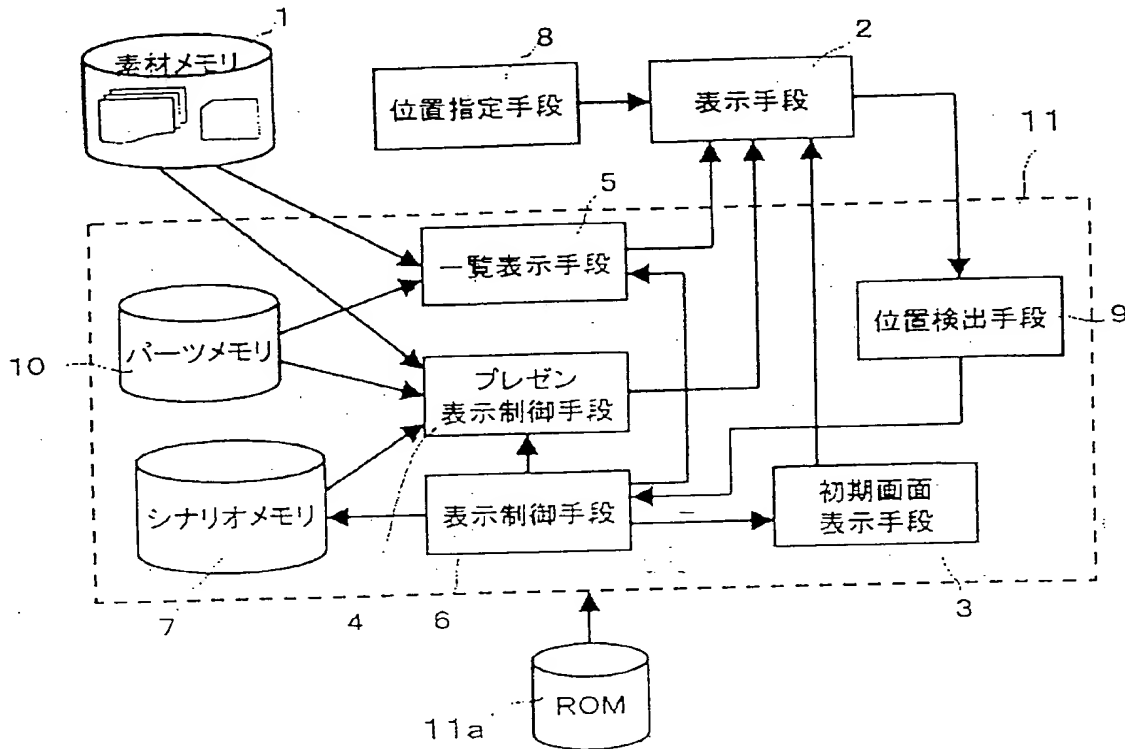 1
素材メモリ
8
位置指定手段
2
表示手段
11
5
一覧表示手段
位置検出手段
9
パーツメモリ
10
プレゼン
表示制御手段
シナリオメモリ
表示制御手段
初期画面
表示手段
7
4
6
3
11a
ROM